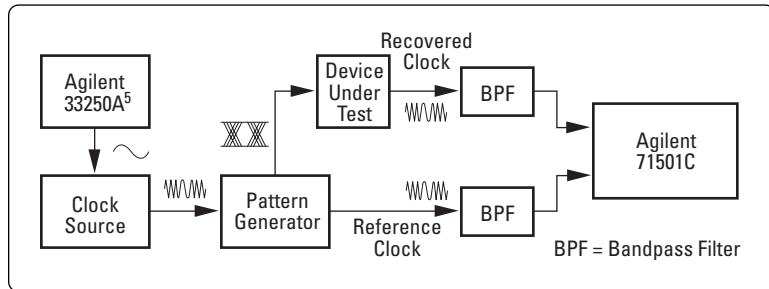 Agilent
33250A⁵
Clock
Source
Pattern
Generator
Device
Under
Test
Recovered
Clock
BPF
Reference
Clock
BPF
Agilent
71501C
BPF = Bandpass Filter